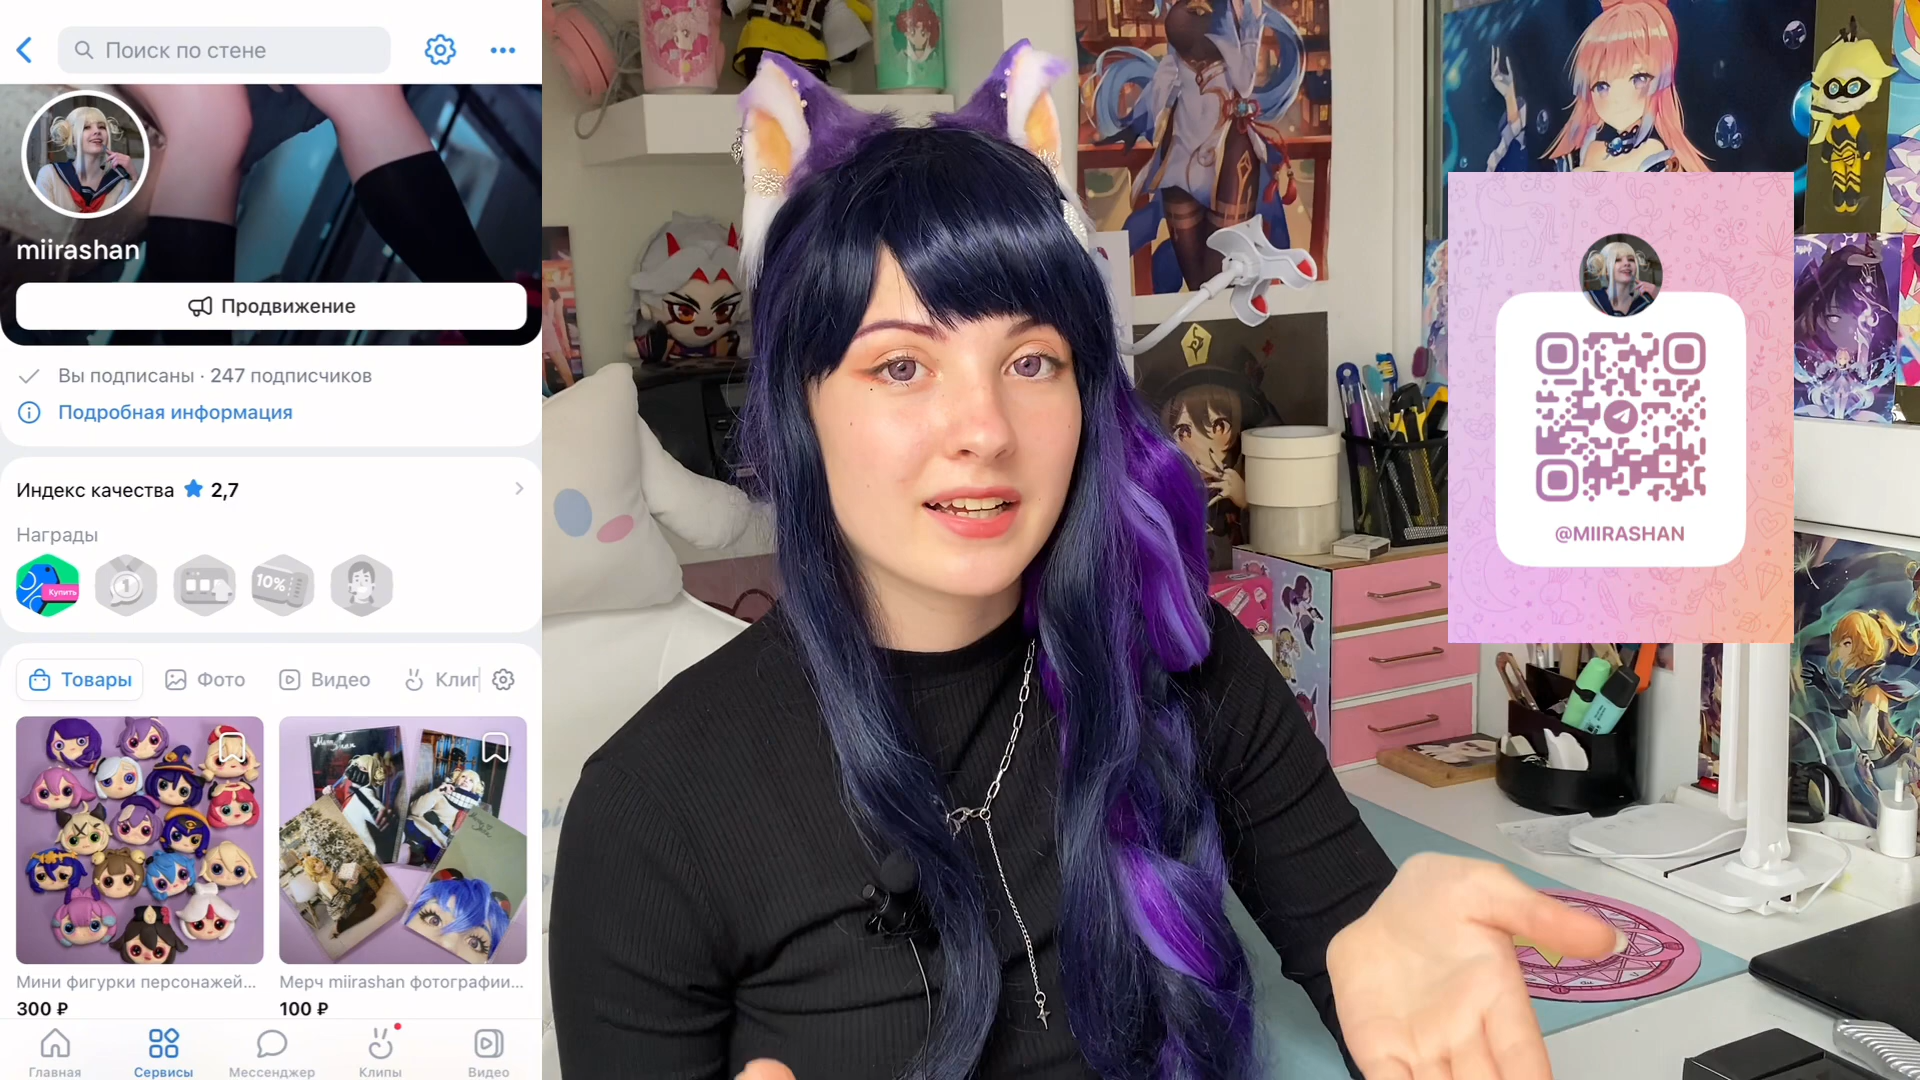 Поиск по стене
miirashan
Продвижение
Вы подписаны · 247 подписчиков
Подробная информация
Индекс качества 2,7
Награды
Купить
1
10%
Товары
Фото
Видео
Клип
Мини фигурки персонажей...
300 ₽
Мерч miirashan фотографии...
100 ₽
Главная
Сервисы
Мессенджер
Клипы
Видео
@MIIRASHAN